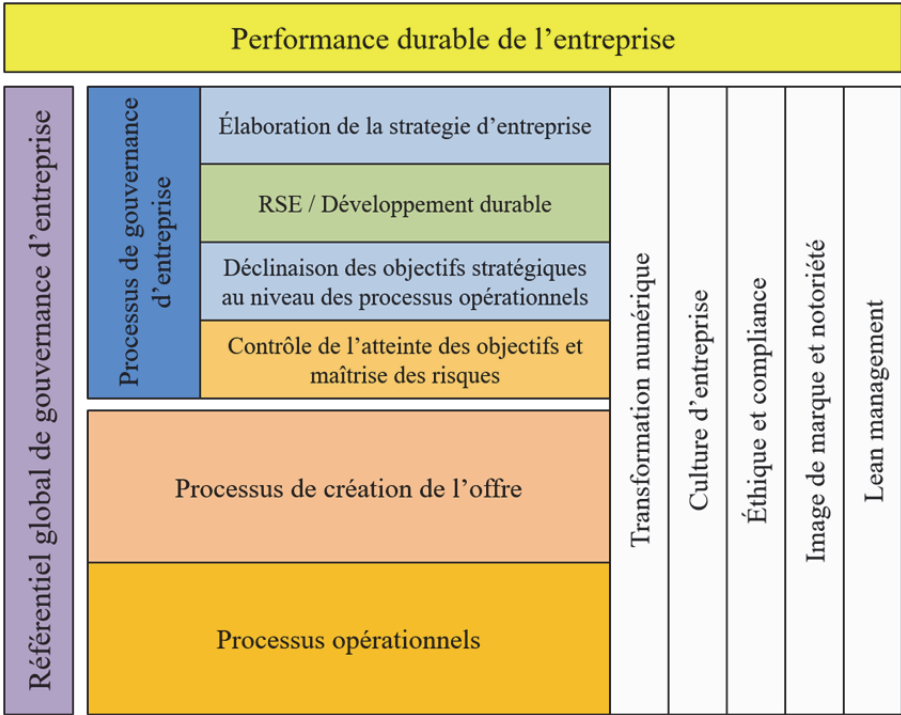 Performance durable de l’entreprise
Référentiel global de gouvernance d’entreprise
Processus de gouvernance
d’entreprise
Élaboration de la strategie d’entreprise
RSE / Développement durable
Déclinaison des objectifs stratégiques
au niveau des processus opérationnels
Contrôle de l’atteinte des objectifs et
maîtrise des risques
Processus de création de l’offre
Processus opérationnels
Transformation numérique
Culture d’entreprise
Éthique et compliance
Image de marque et notoriété
Lean management